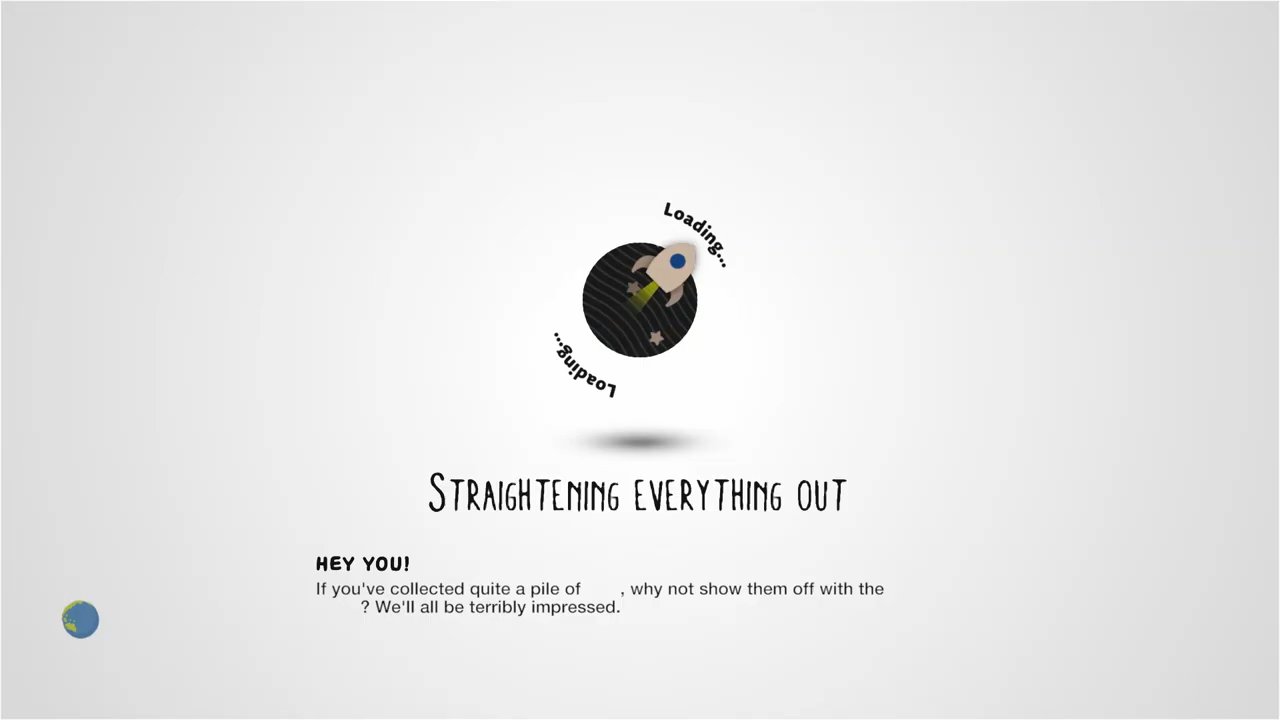 Loading...
Loading...
STRAIGHTENING EVERYTHING OUT
HEY YOU!
If you've collected quite a pile of , why not show them off with the
? We'll all be terribly impressed.